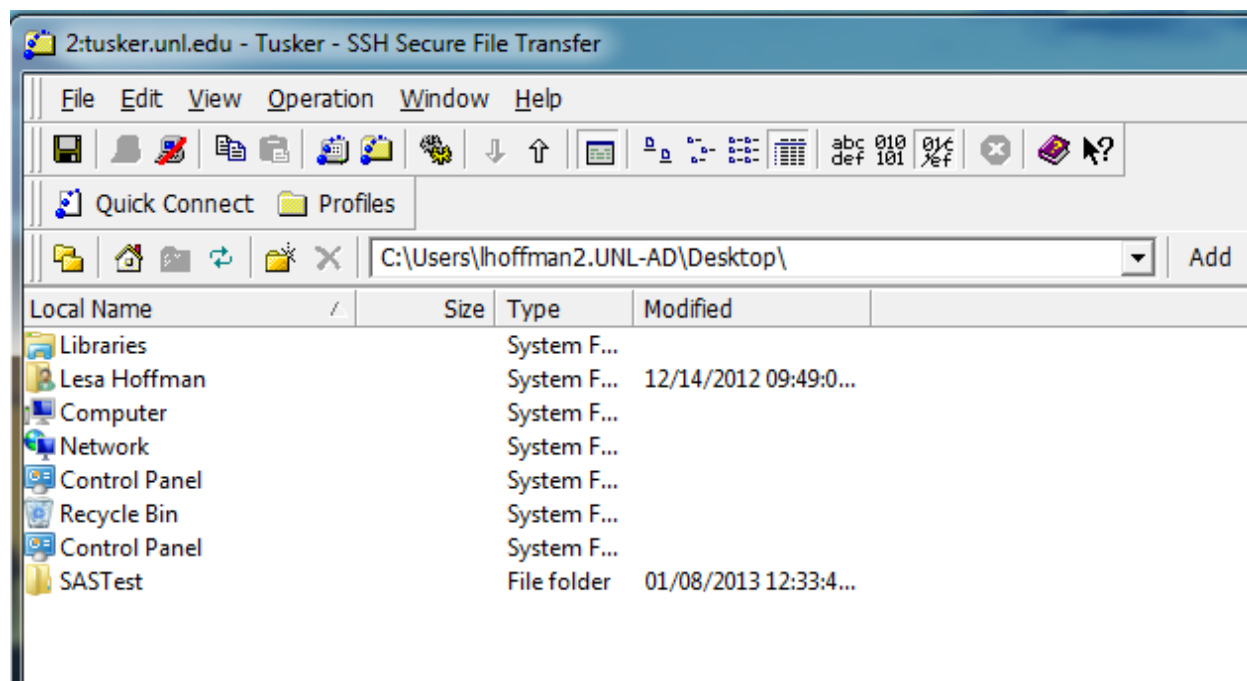 2:tusker.unl.edu - Tusker - SSH Secure File Transfer
File Edit View Operation Window Help
abc def 010 101
Quick Connect Profiles
C:\Users\lhoffman2.UNL-AD\Desktop\ Add
Local Name Size Type Modified
Libraries System F...
Lesa Hoffman System F... 12/14/2012 09:49:0...
Computer System F...
Network System F...
Control Panel System F...
Recycle Bin System F...
Control Panel System F...
SASTest File folder 01/08/2013 12:33:4...